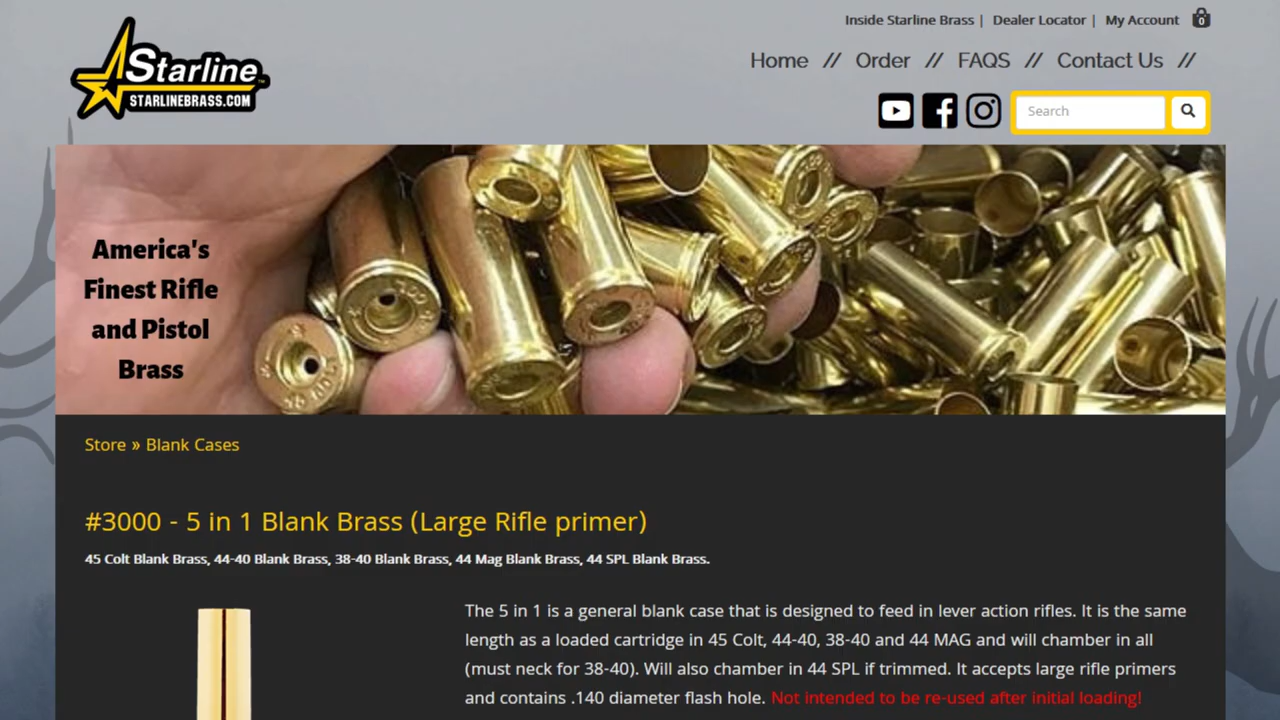 Inside Starline Brass | Dealer Locator | My Account 0
Starline™
STARLINEBRASS.COM
Home // Order // FAQS // Contact Us //
Search
America's
Finest Rifle
and Pistol
Brass
Store » Blank Cases
#3000 - 5 in 1 Blank Brass (Large Rifle primer)
45 Colt Blank Brass, 44-40 Blank Brass, 38-40 Blank Brass, 44 Mag Blank Brass, 44 SPL Blank Brass.
The 5 in 1 is a general blank case that is designed to feed in lever action rifles. It is the same
length as a loaded cartridge in 45 Colt, 44-40, 38-40 and 44 MAG and will chamber in all
(must neck for 38-40). Will also chamber in 44 SPL if trimmed. It accepts large rifle primers
and contains .140 diameter flash hole. Not intended to be re-used after initial loading!